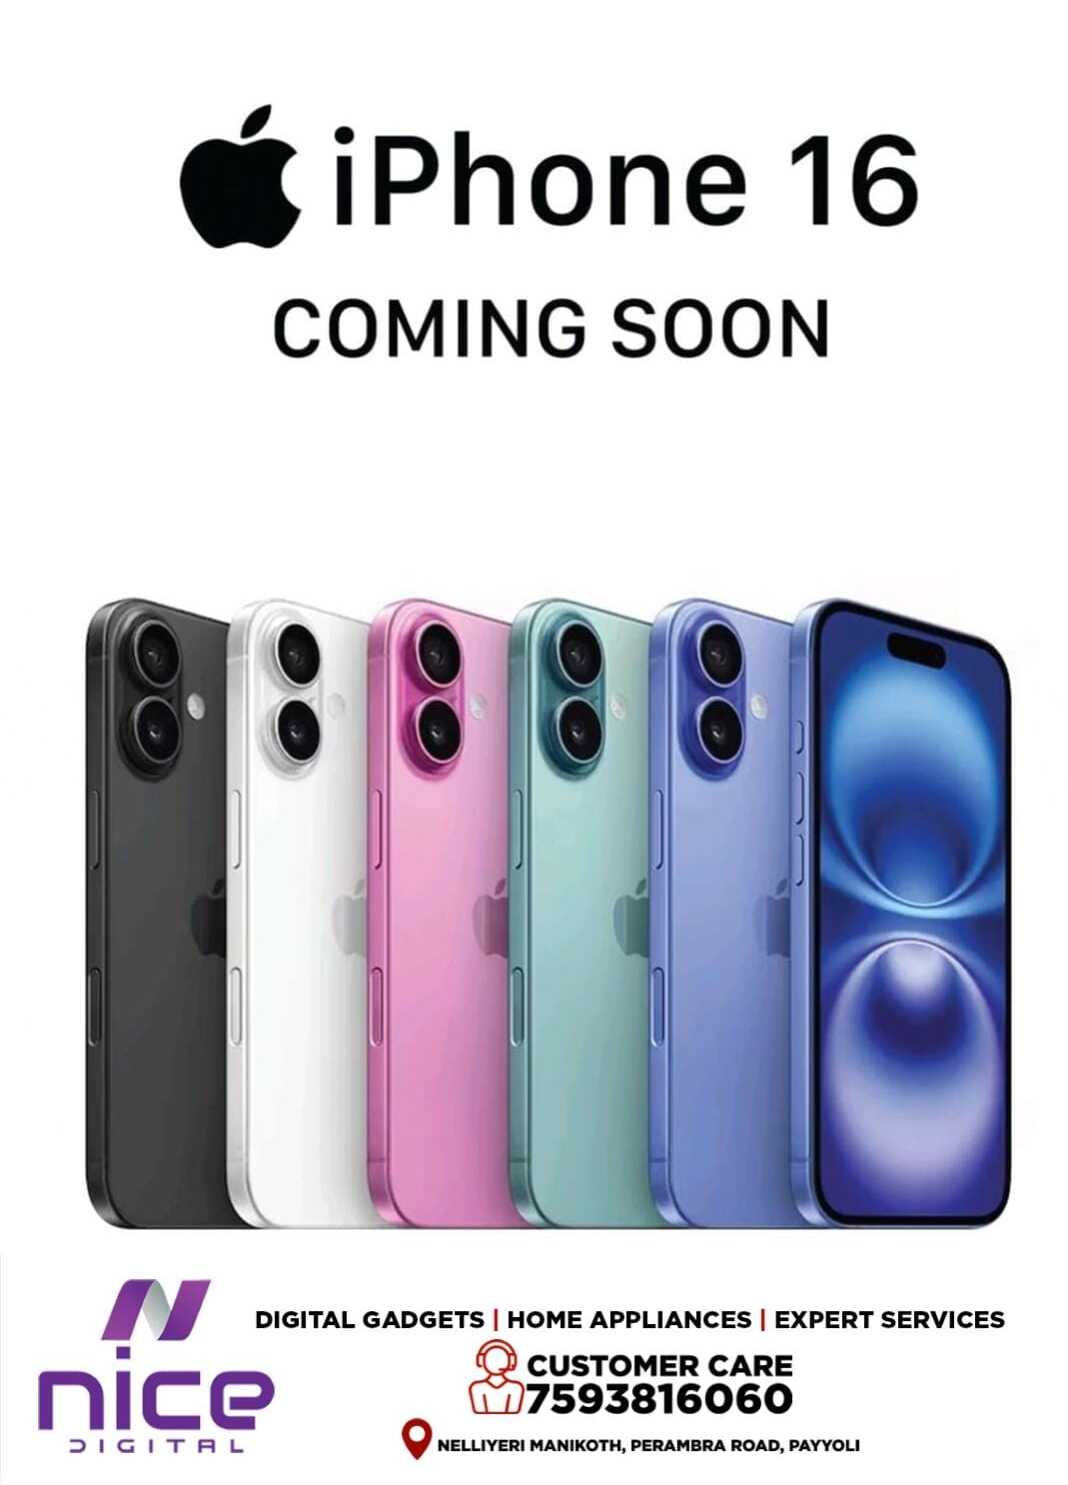 iPhone 16
COMING SOON
nice
DIGITAL
DIGITAL GADGETS | HOME APPLIANCES | EXPERT SERVICES
CUSTOMER CARE
7593816060
NELLIYERI MANIKOTH, PERAMBRA ROAD, PAYYOLI